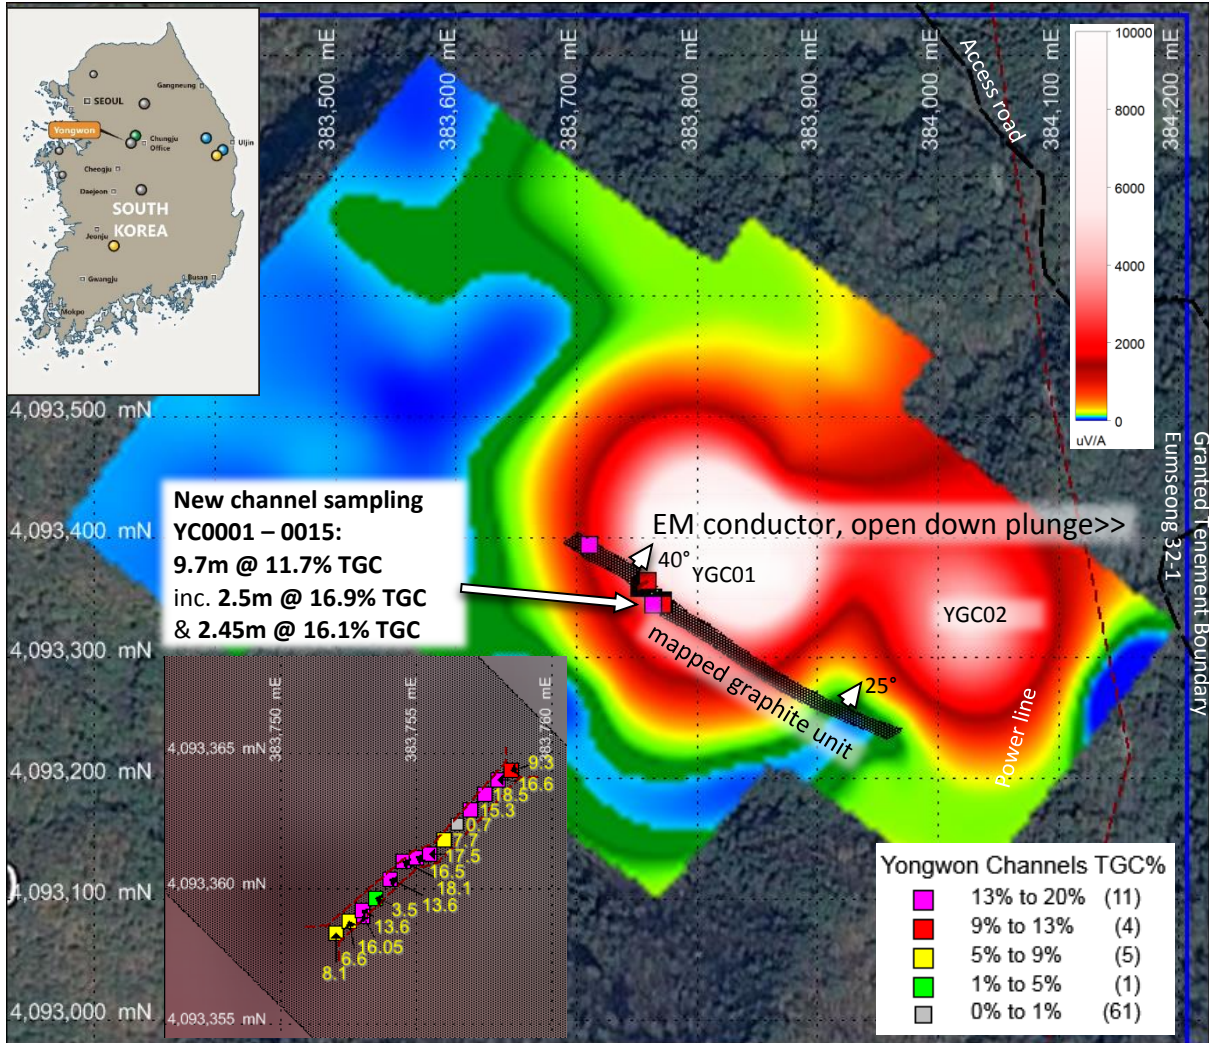 Gangneung
SEOUL
Yongwon
Chungju
Office
Uljin
Cheogju
Daejeon
SOUTH
KOREA
Jeonju
Gwangju
Busan
Mokpo
383,500 mE
383,600 mE
383,700 mE
383,800 mE
383,900 mE
384,000 mE
384,100 mE
384,200 mE
Access road
10000
8000
6000
4000
2000
0
uV/A
4,093,500 mN
4,093,400 mN
4,093,300 mN
4,093,200 mN
4,093,100 mN
4,093,000 mN
Granted Tenement Boundary
Eumseong 32-1
New channel sampling
YC0001 – 0015:
9.7m @ 11.7% TGC
inc. 2.5m @ 16.9% TGC
& 2.45m @ 16.1% TGC
EM conductor, open down plunge>>
40°
YGC01
YGC02
mapped graphite unit
25°
Power line
383,750 mE
383,755 mE
383,760 mE
4,093,365 mN
4,093,360 mN
4,093,355 mN
9.3
16.6
18.5
15.3
0.7
7.7
17.5
16.5
18.1
13.6
3.5
13.6
16.05
6.6
8.1
Yongwon Channels TGC%
13% to 20% (11)
9% to 13% (4)
5% to 9% (5)
1% to 5% (1)
0% to 1% (61)